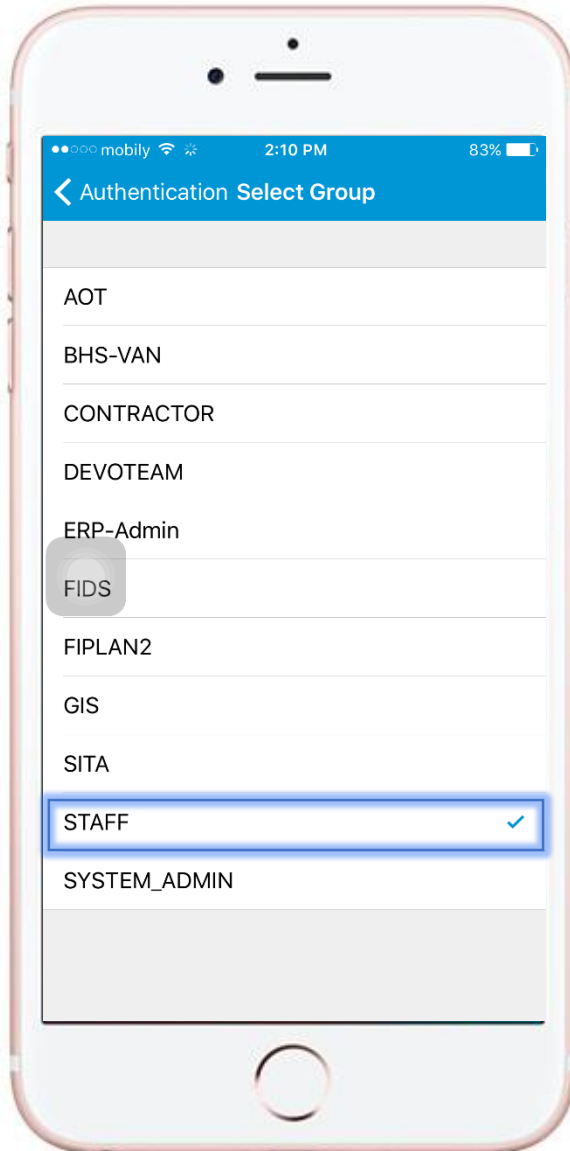 mobily 2:10 PM 83%
Authentication Select Group
AOT
BHS-VAN
CONTRACTOR
DEVOTEAM
ERP-Admin
FIDS
FIPLAN2
GIS
SITA
STAFF
SYSTEM_ADMIN